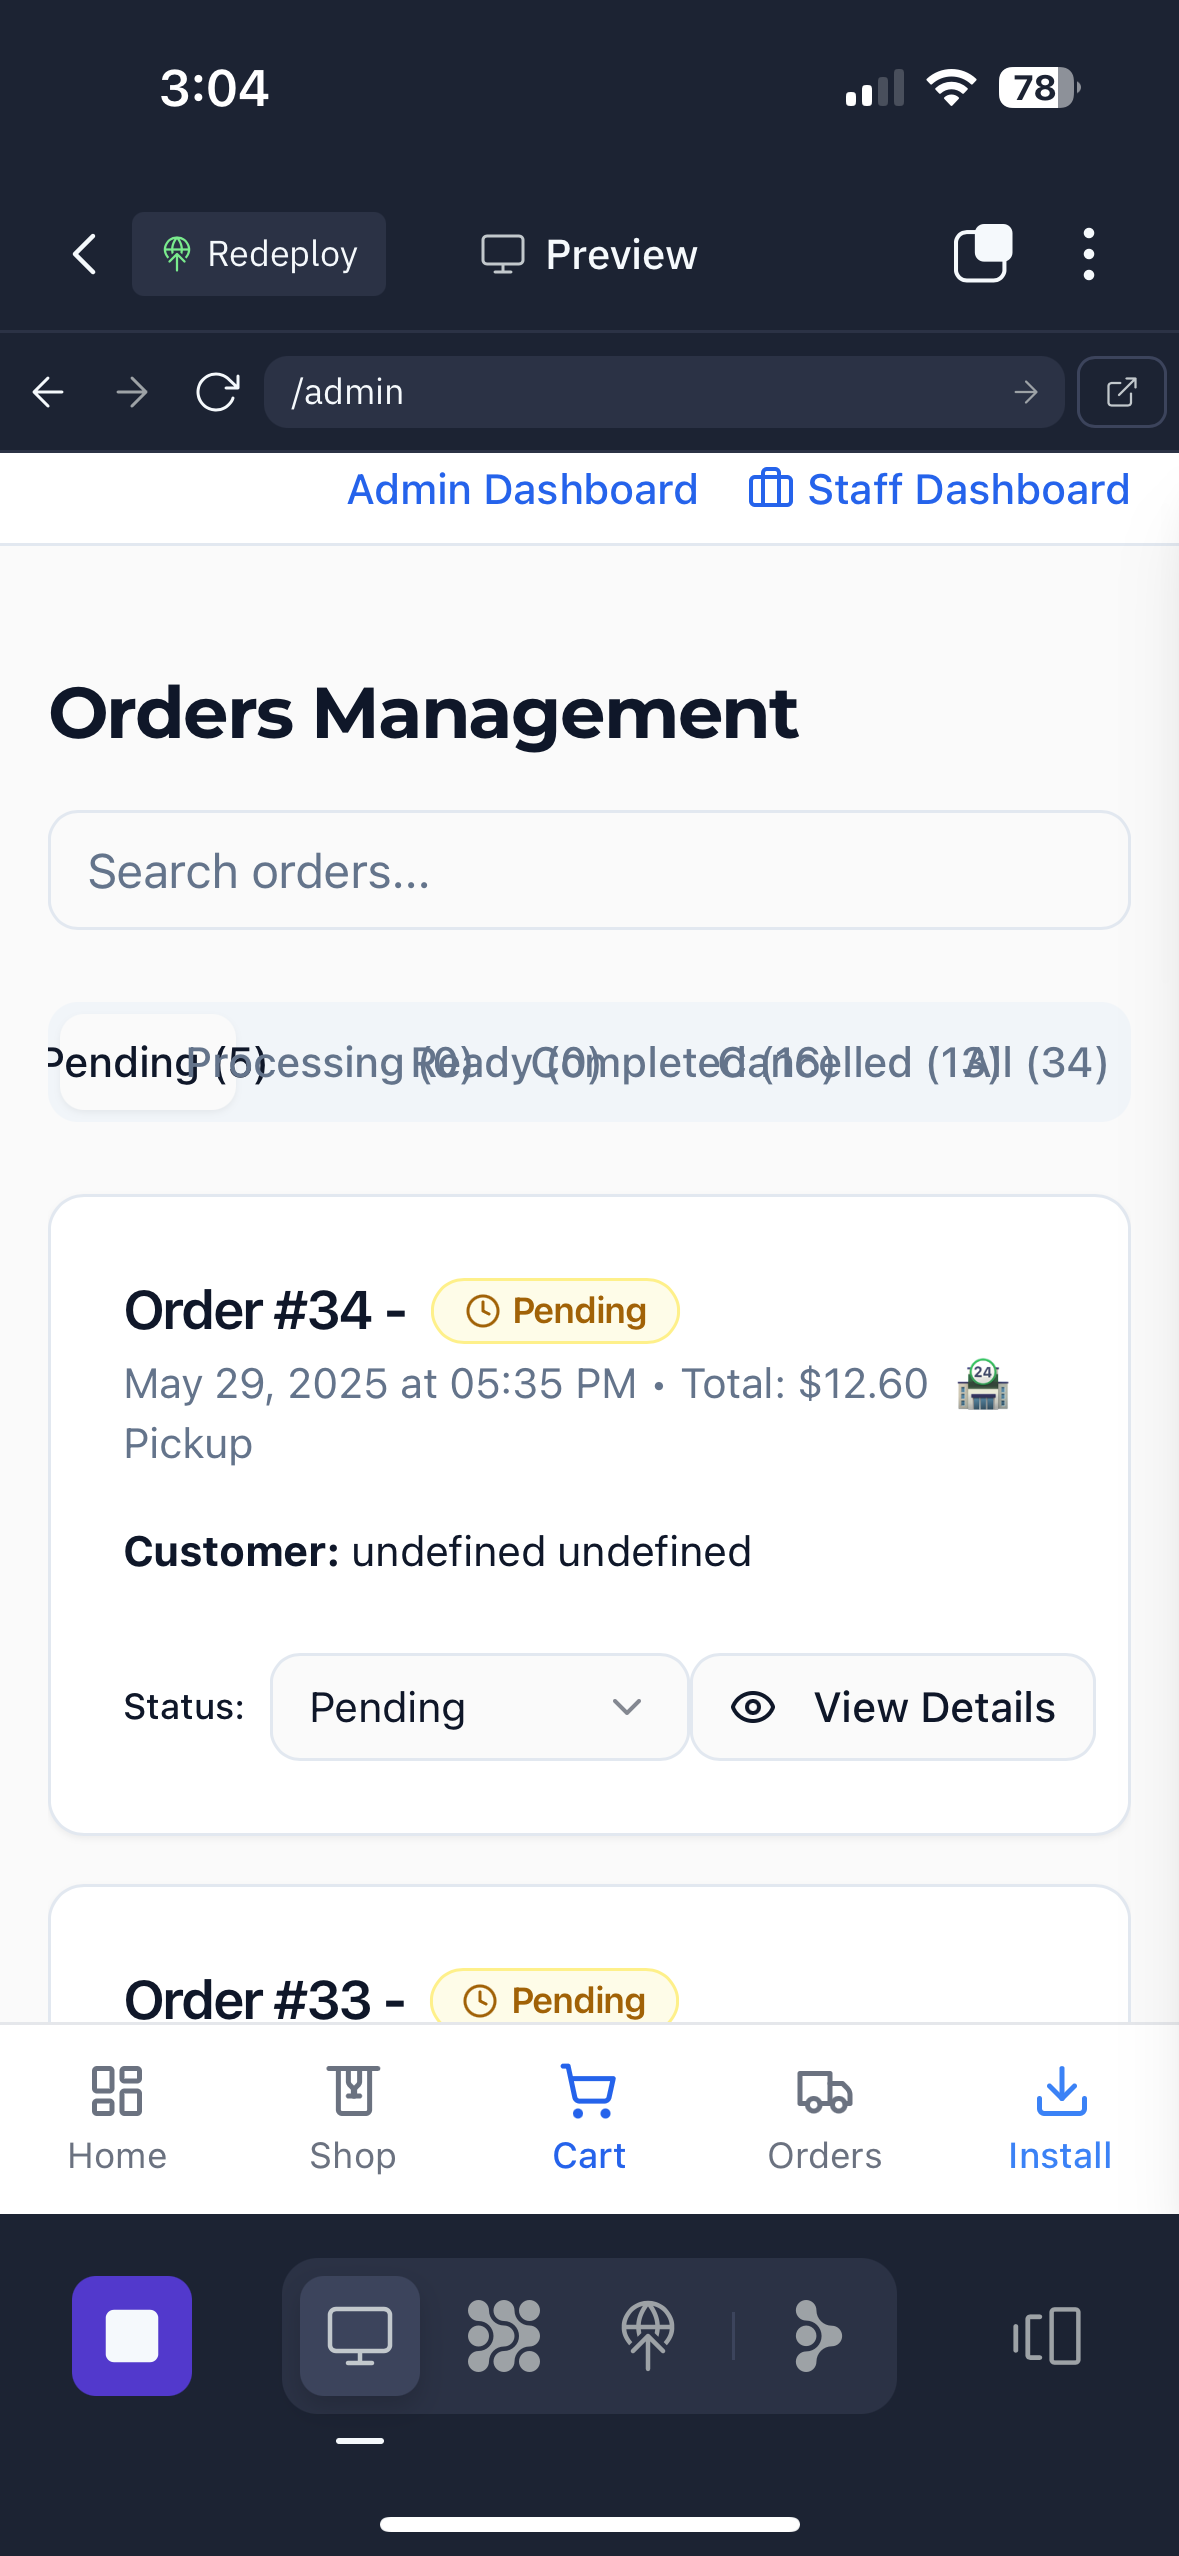 3:04
78
Redeploy
Preview
/admin
Admin Dashboard
Staff Dashboard
Orders Management
Search orders...
Pending (5)
Processing (0)
Ready (0)
Completed (16)
Cancelled (13)
All (34)
Order #34 -
Pending
May 29, 2025 at 05:35 PM • Total: $12.60
24
Pickup
Customer: undefined undefined
Status:
Pending
View Details
Order #33 -
Pending
Home
Shop
Cart
Orders
Install